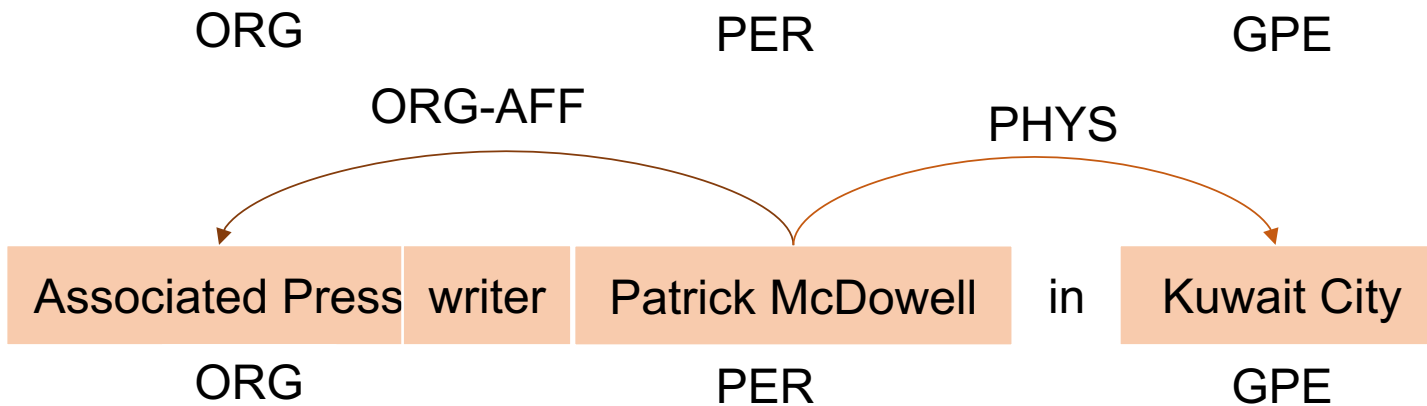 ORG PER GPE
ORG-AFF PHYS
Associated Press writer Patrick McDowell in Kuwait City
ORG PER GPE